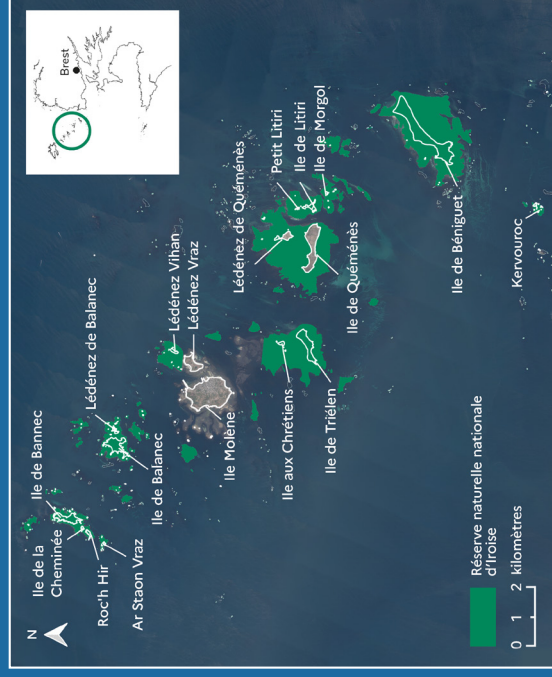 N
Ile de la
Cheminée
Ile de Bannec
Roc'h Hir
Ar Staon Vraz
Lédénez de Balanec
Ile de Balanec
Lédénez Vihan
Lédénez Vraz
Ile Molène
Ile aux Chrétiens
Ile de Triélen
Lédénez de Quéménès
Petit Litiri
Ile de Litiri
Ile de Morgol
Ile de Quéménès
Ile de Béniguet
Kervouroc
Brest
Réserve naturelle nationale
d'Iroise
0 1 2 kilomètres